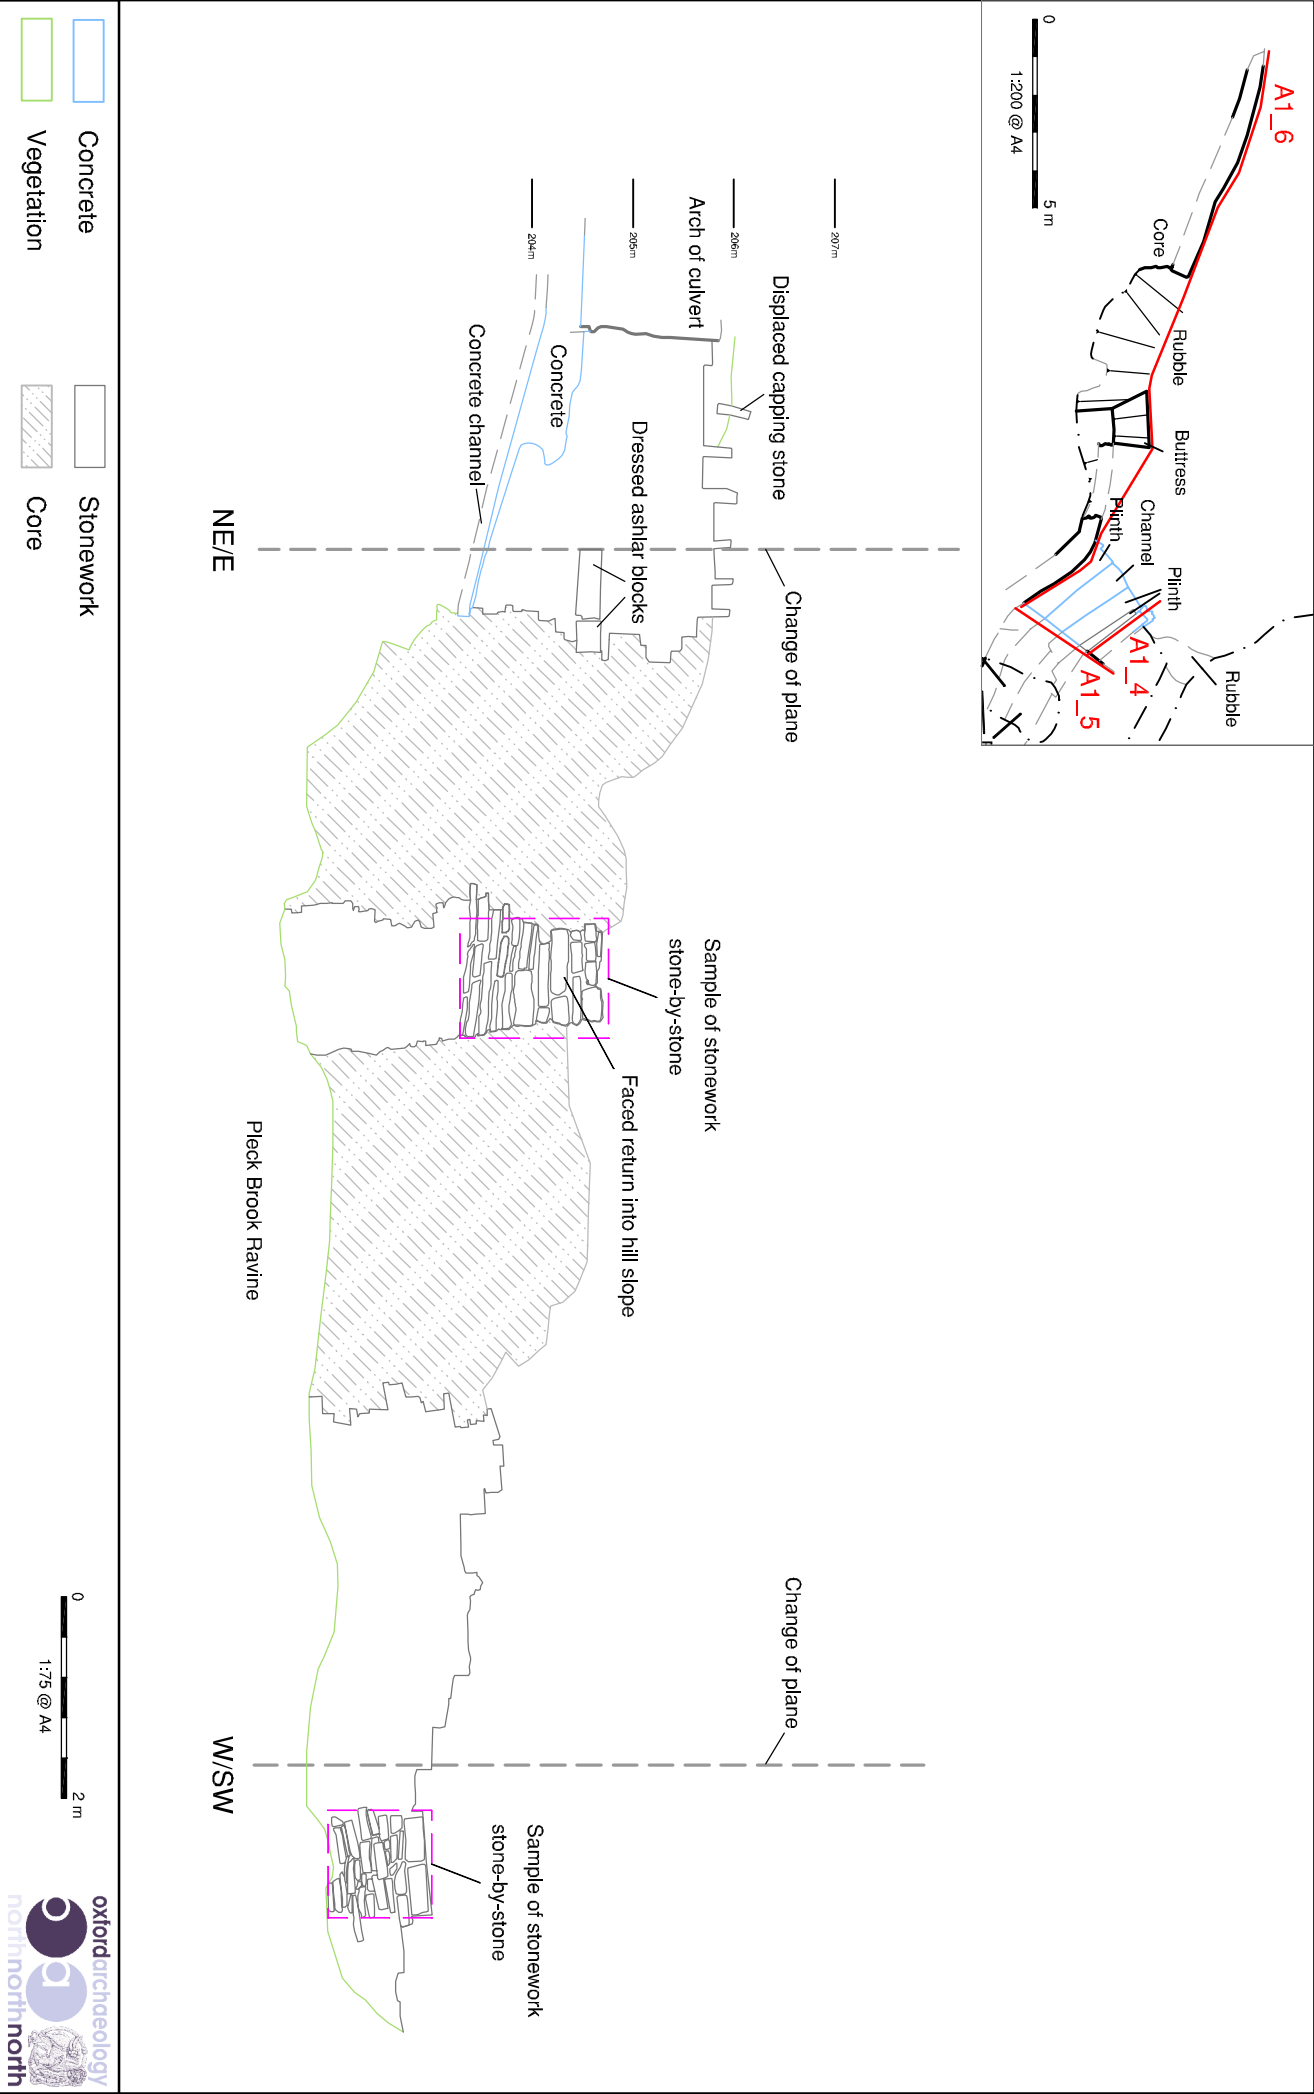 A1_6
Core
Rubble
Buttress
Channel
Plinth
Plinth
Rubble
A1_4
A1_5
0
5 m
1:200 @ A4
207m
206m
205m
204m
Displaced capping stone
Arch of culvert
Dressed ashlar blocks
Concrete
Concrete channel
Change of plane
Sample of stonework
stone-by-stone
Faced return into hill slope
Change of plane
Sample of stonework
stone-by-stone
Pleck Brook Ravine
NE/E
W/SW
Concrete
Stonework
Vegetation
Core
0
2 m
1:75 @ A4
oxfordarchaeology
northnorthnorth